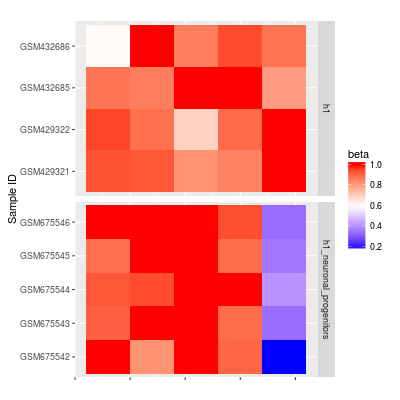 GSM432686
GSM432685
GSM429322
GSM429321
h1
GSM675546
GSM675545
GSM675544
GSM675543
GSM675542
h1_neuronal_progenitors
Sample ID
beta
1.0
0.8
0.6
0.4
0.2